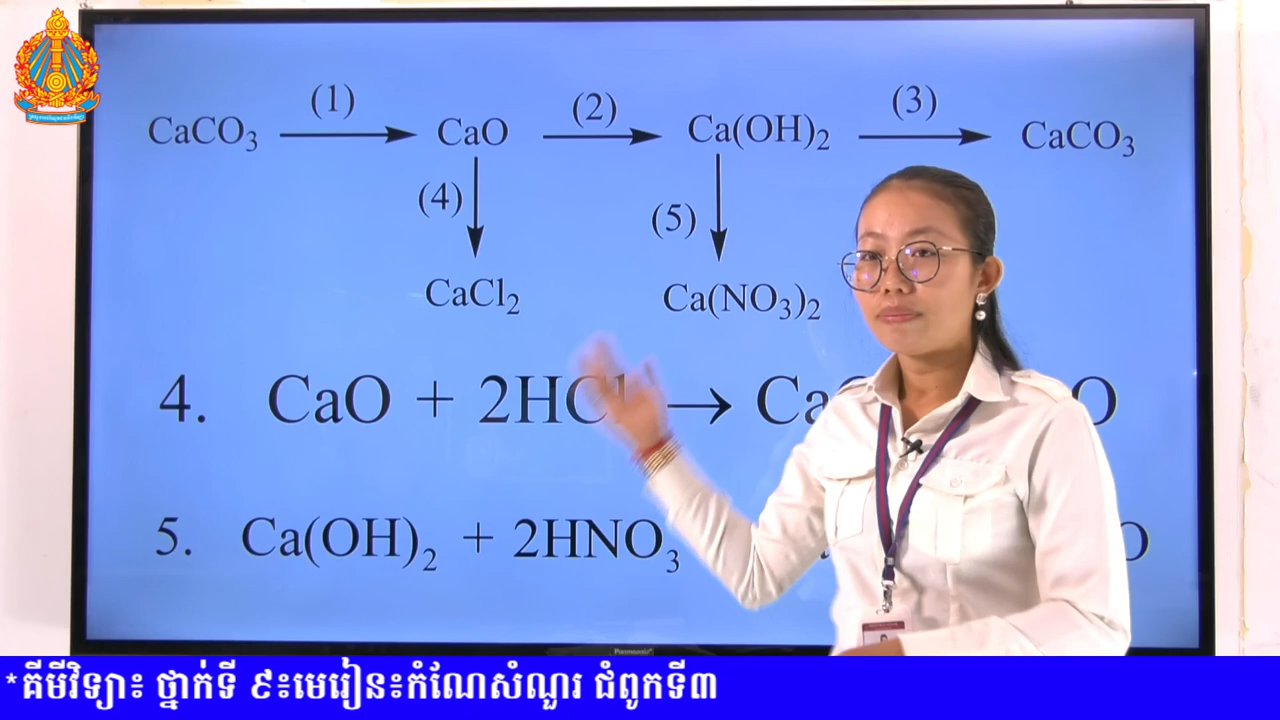 (1) (2) (3)
CaCO₃ → CaO → Ca(OH)₂ → CaCO₃
(4) (5)
CaCl₂ Ca(NO₃)₂
4. CaO + 2HCl → Ca
5. Ca(OH)₂ + 2HNO₃
*គីមីវិទ្យា៖ ថ្នាក់ទី ៩៖មេរៀន៖កំណែសំណួរ ជំពូកទី៣